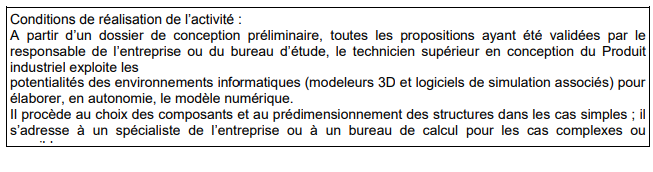 Conditions de réalisation de l'activité :
A partir d'un dossier de conception préliminaire, toutes les propositions ayant été validées par le
responsable de l'entreprise ou du bureau d'étude, le technicien supérieur en conception du Produit
industriel exploite les
potentialités des environnements informatiques (modeleurs 3D et logiciels de simulation associés) pour
élaborer, en autonomie, le modèle numérique.
Il procède au choix des composants et au prédimensionnement des structures dans les cas simples ; il
s'adresse à un spécialiste de l'entreprise ou à un bureau de calcul pour les cas complexes ou